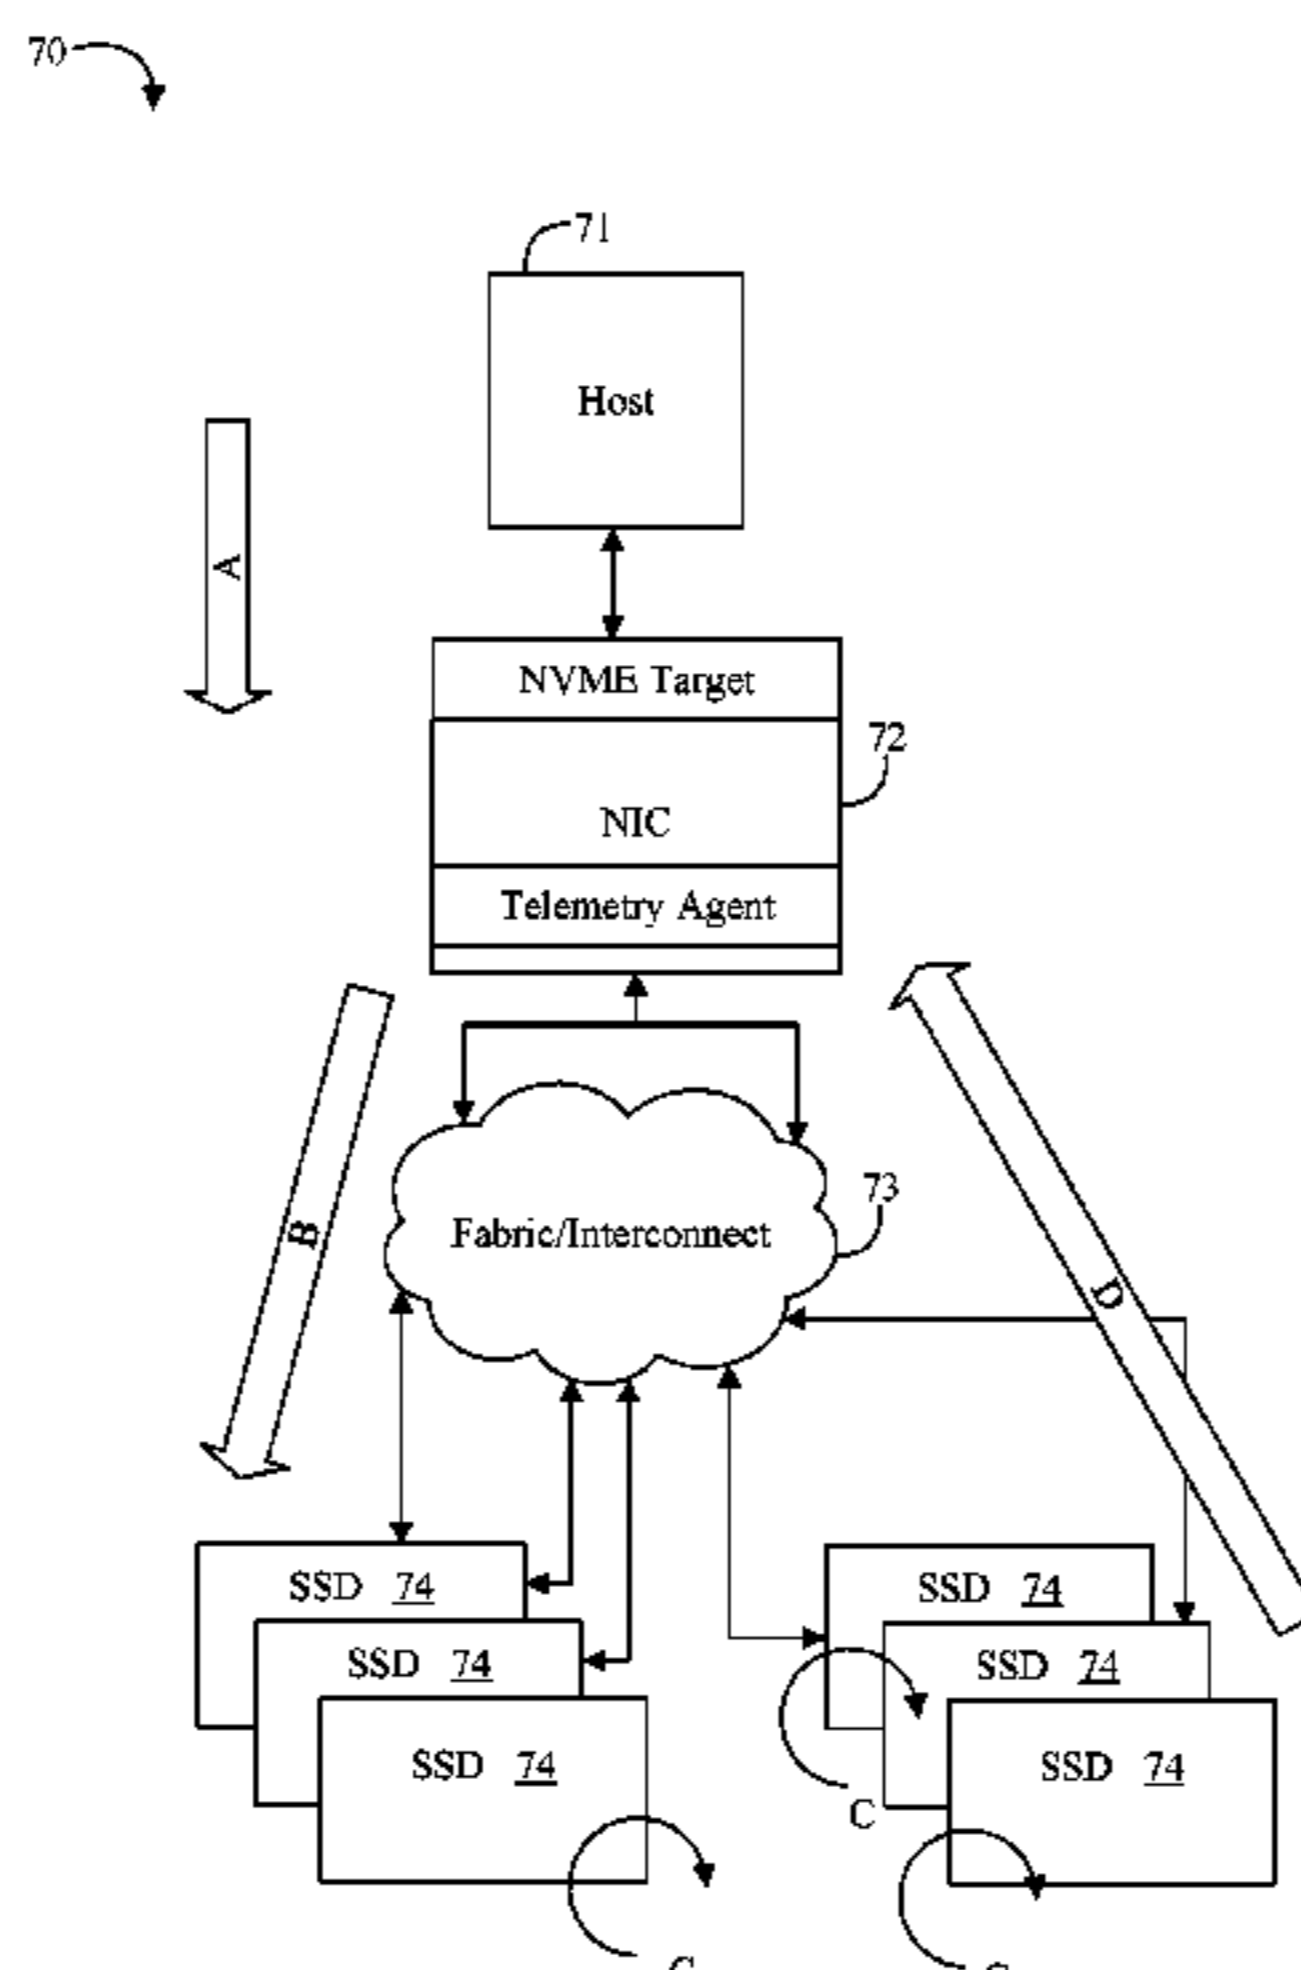 70
71
Host
A
NVME Target
72
NIC
Telemetry Agent
73
Fabric/Interconnect
B
D
SSD 74
SSD 74
SSD 74
SSD 74
SSD 74
SSD 74
C